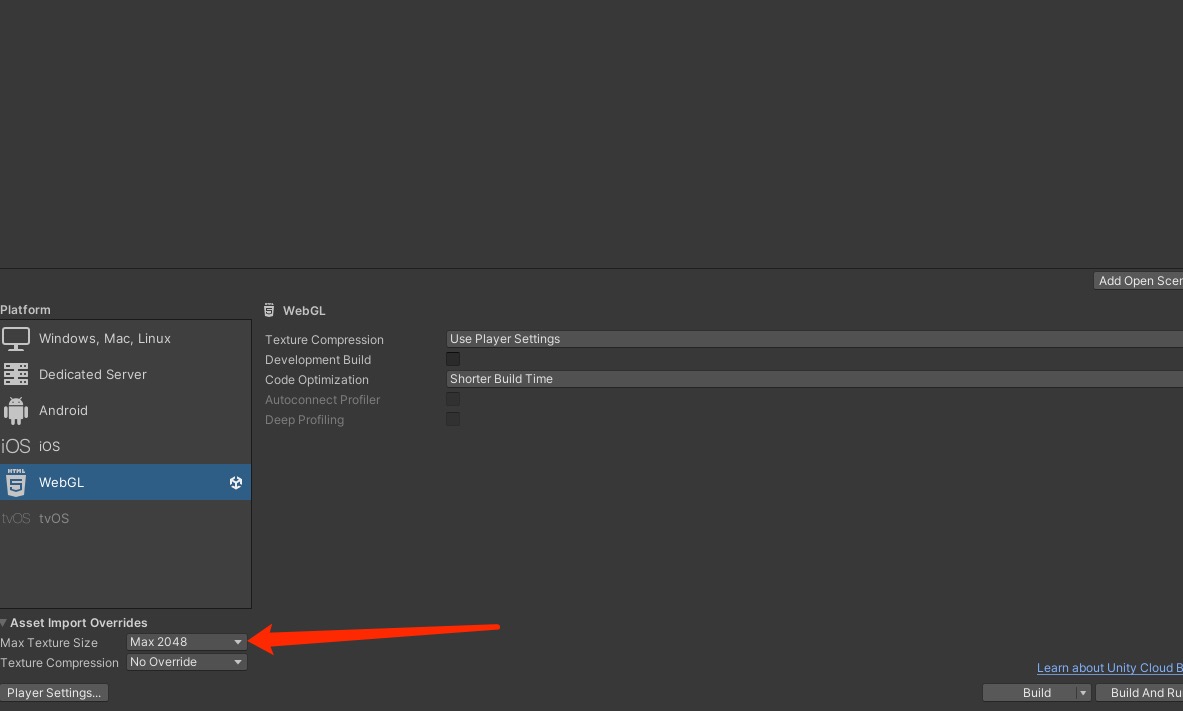 Add Open Scen
Platform
WebGL
Windows, Mac, Linux
Texture Compression
Use Player Settings
Development Build
Dedicated Server
Code Optimization
Shorter Build Time
Autoconnect Profiler
Android
Deep Profiling
iOS iOS
HTML
5 WebGL
tvOS tvOS
Asset Import Overrides
Max Texture Size
Max 2048
Texture Compression
No Override
Learn about Unity Cloud B
Player Settings...
Build
Build And Ru